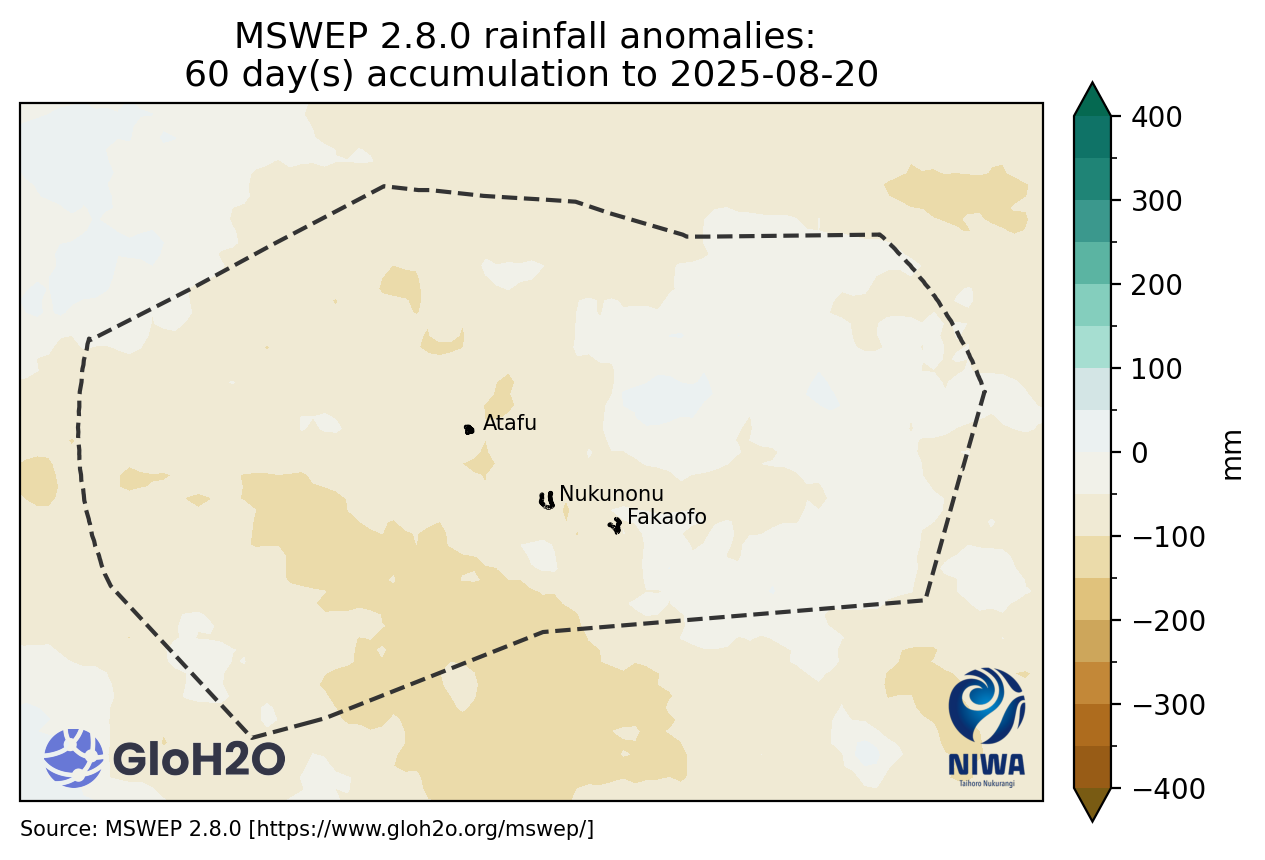 MSWEP 2.8.0 rainfall anomalies:
60 day(s) accumulation to 2025-08-20
400
300
200
100
0
−100
−200
−300
−400
mm
Atafu
Nukunonu
Fakaofo
GloH2O
NIWA
Taihoro Nukurangi
Source: MSWEP 2.8.0 [https://www.gloh2o.org/mswep/]